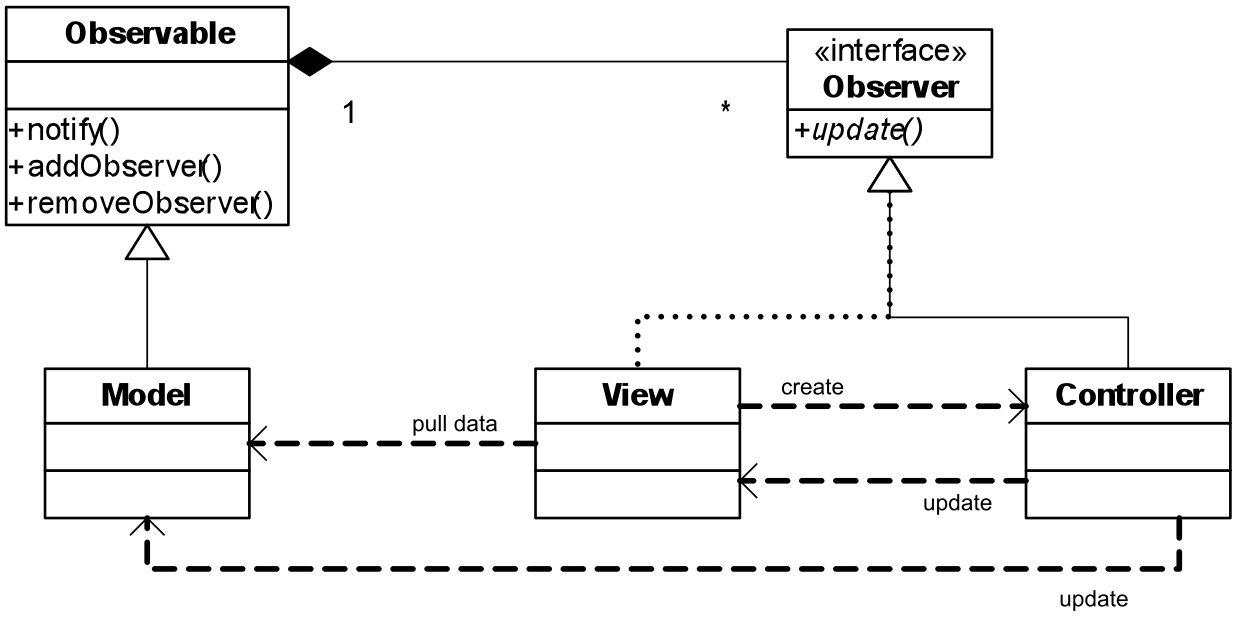 Observable
+notify()
+addObserver()
+removeObserver()
1
*
«interface»
Observer
+update()
Model
View
Controller
pull data
create
update
update